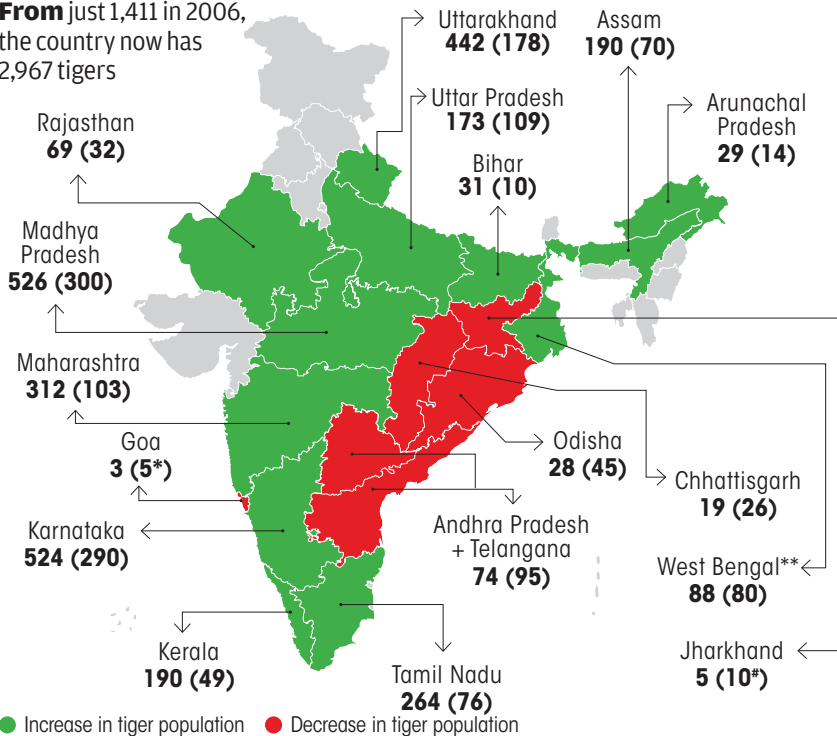 From just 1,411 in 2006,
the country now has
2,967 tigers
Uttarakhand
442 (178)
Assam
190 (70)
Uttar Pradesh
173 (109)
Arunachal
Pradesh
29 (14)
Rajasthan
69 (32)
Bihar
31 (10)
Madhya
Pradesh
526 (300)
Maharashtra
312 (103)
Goa
3 (5*)
Odisha
28 (45)
Chhattisgarh
19 (26)
Karnataka
524 (290)
Andhra Pradesh
+ Telangana
74 (95)
West Bengal**
88 (80)
Kerala
190 (49)
Tamil Nadu
264 (76)
Jharkhand
5 (10#)
Increase in tiger population
Decrease in tiger population